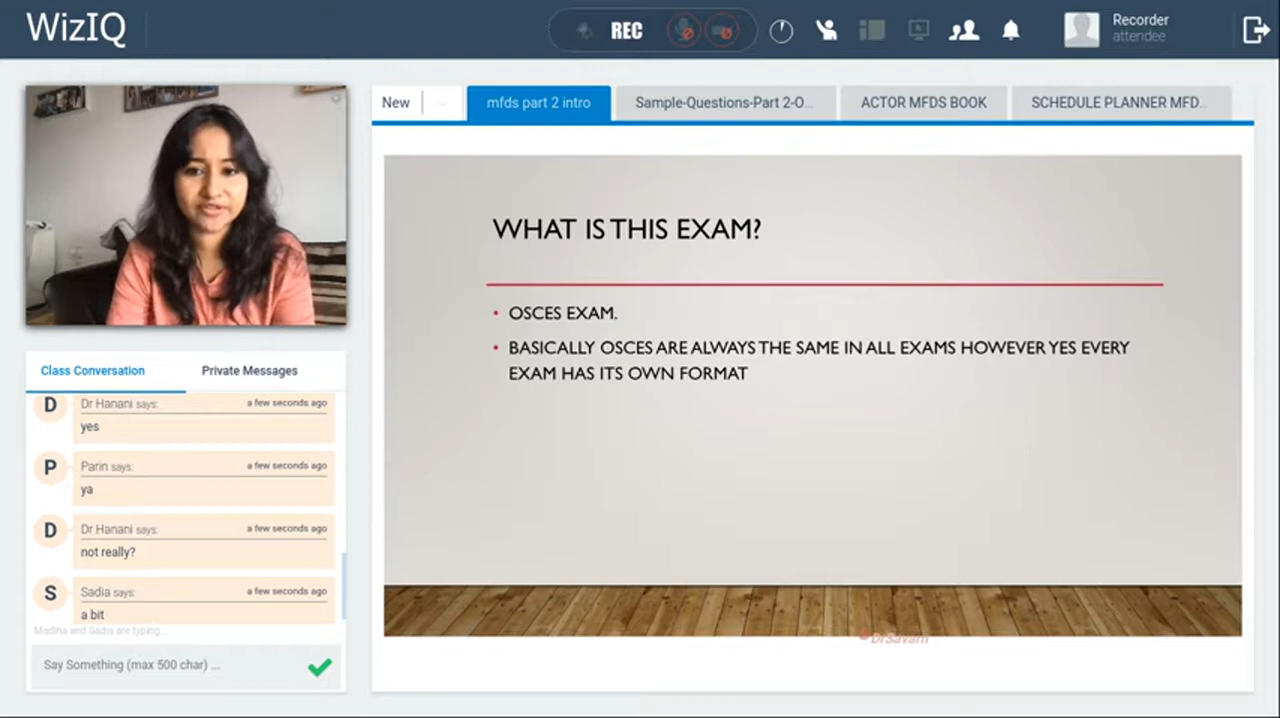 WizIQ
REC
Recorder
attendee
New
mfds part 2 intro
Sample-Questions-Part 2-O...
ACTOR MFDS BOOK
SCHEDULE PLANNER MFD...
WHAT IS THIS EXAM?
• OSCES EXAM.
• BASICALLY OSCES ARE ALWAYS THE SAME IN ALL EXAMS HOWEVER YES EVERY
EXAM HAS ITS OWN FORMAT
DrSavarn
Class Conversation
Private Messages
D
Dr Hanani says:
a few seconds ago
yes
P
Parin says:
a few seconds ago
ya
D
Dr Hanani says:
a few seconds ago
not really?
S
Sadia says:
a few seconds ago
a bit
Madiha and Sadia are typing...
Say Something (max 500 char) ...